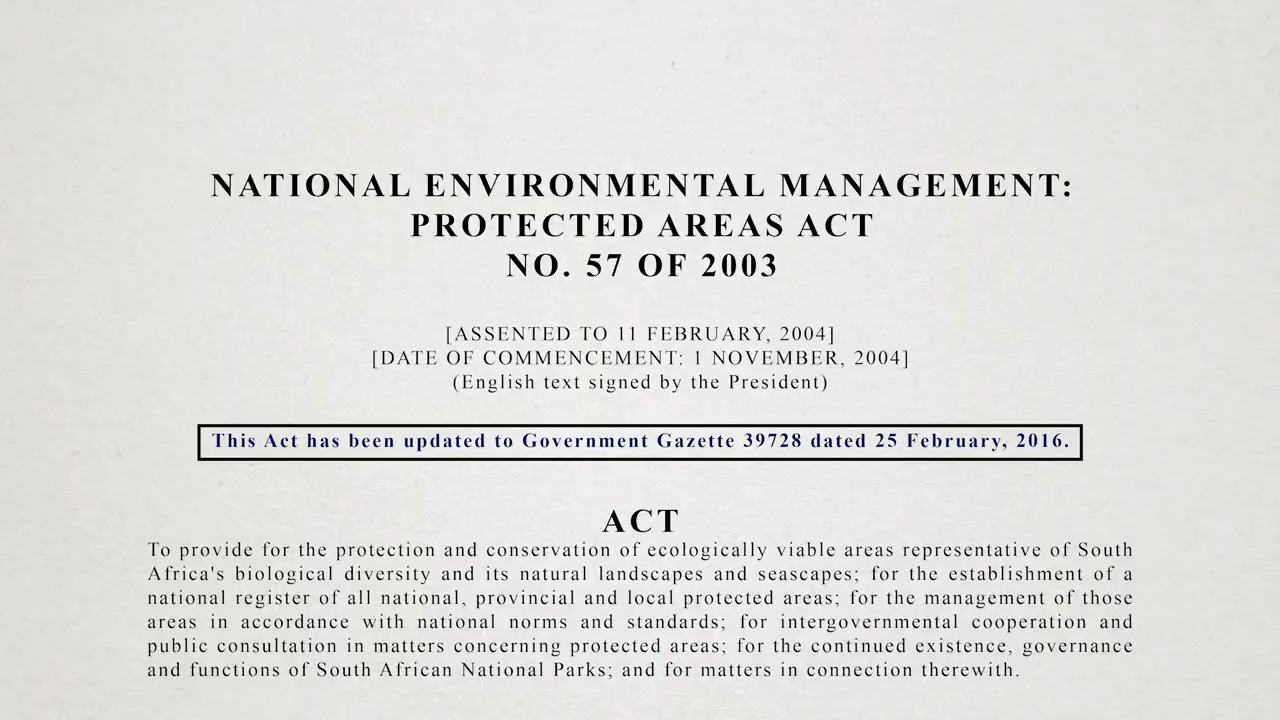 NATIONAL ENVIRONMENTAL MANAGEMENT:
PROTECTED AREAS ACT
NO. 57 OF 2003
[ASSENTED TO 11 FEBRUARY, 2004]
[DATE OF COMMENCEMENT: 1 NOVEMBER, 2004]
(English text signed by the President)
This Act has been updated to Government Gazette 39728 dated 25 February, 2016.
ACT
To provide for the protection and conservation of ecologically viable areas representative of South
Africa's biological diversity and its natural landscapes and seascapes; for the establishment of a
national register of all national, provincial and local protected areas; for the management of those
areas in accordance with national norms and standards; for intergovernmental cooperation and
public consultation in matters concerning protected areas; for the continued existence, governance
and functions of South African National Parks; and for matters in connection therewith.